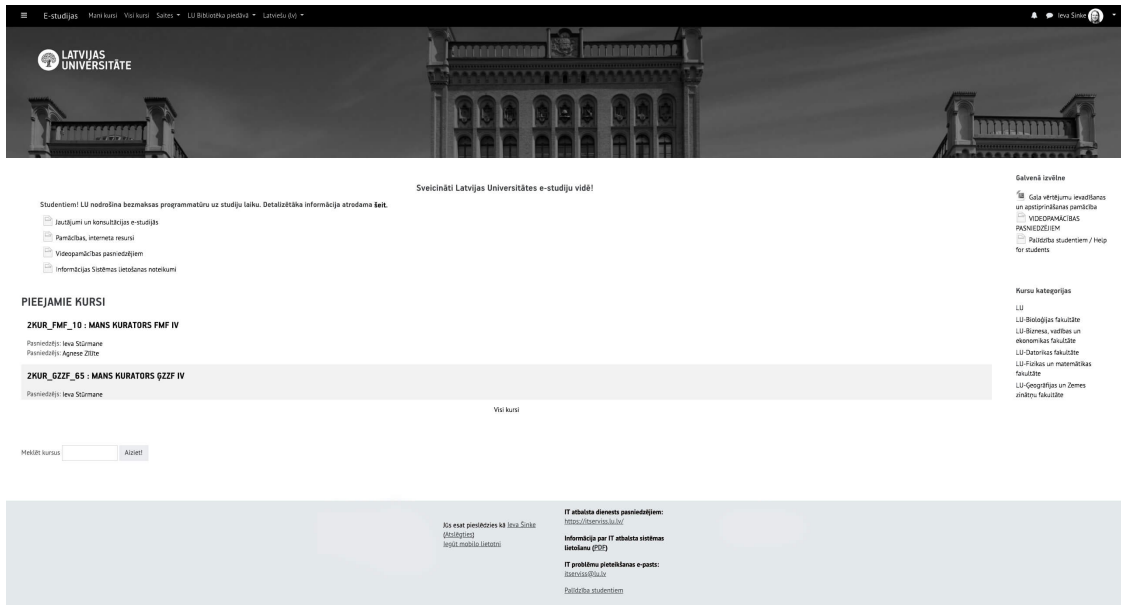 E-studijas Mani kursi Visi kursi Saites LU Bibliotēka piedāvā Latviešu (lv) Ieva Šinke
LATVIJAS
UNIVERSITĀTE
Sveicināti Latvijas Universitātes e-studiju vidē!
Studentiem! LU nodrošina bezmaksas programmatūru uz studiju laiku. Detalizētāka informācija atrodama šeit.
Jautājumi un konsultācijas e-studijās
Pamācības, interneta resursi
Videopamācības pasniedzējiem
Informācijas Sistēmas lietošanas noteikumi
PIEEJAMIE KURSI
2KUR_FMF_10 : MANS KURATORS FMF IV
Pasniedzējs: Ieva Stūrmane
Pasniedzējs: Agnese Zīlīte
2KUR_GZZF_65 : MANS KURATORS ĢZZF IV
Pasniedzējs: Ieva Stūrmane
Visi kursi
Meklēt kursus Aiziet!
Galvenā izvēlne
Gala vērtējumu ievadīšanas
un apstiprināšanas pamācība
VIDEOPAMĀCĪBAS
PASNIEDZĒJIEM
Palīdzība studentiem / Help
for students
Kursu kategorijas
LU
LU-Bioloģijas fakultāte
LU-Biznesa, vadības un
ekonomikas fakultāte
LU-Datorikas fakultāte
LU-Fizikas un matemātikas
fakultāte
LU-Ģeogrāfijas un Zemes
zinātņu fakultāte
Jūs esat pieslēdzies kā Ieva Šinke
(Atslēgties)
Iegūt mobilo lietotni
IT atbalsta dienests pasniedzējiem:
https://itserviss.lu.lv/
Informācija par IT atbalsta sistēmas
lietošanu (PDF)
IT problēmu pieteikšanas e-pasts:
itserviss@lu.lv
Palīdzība studentiem